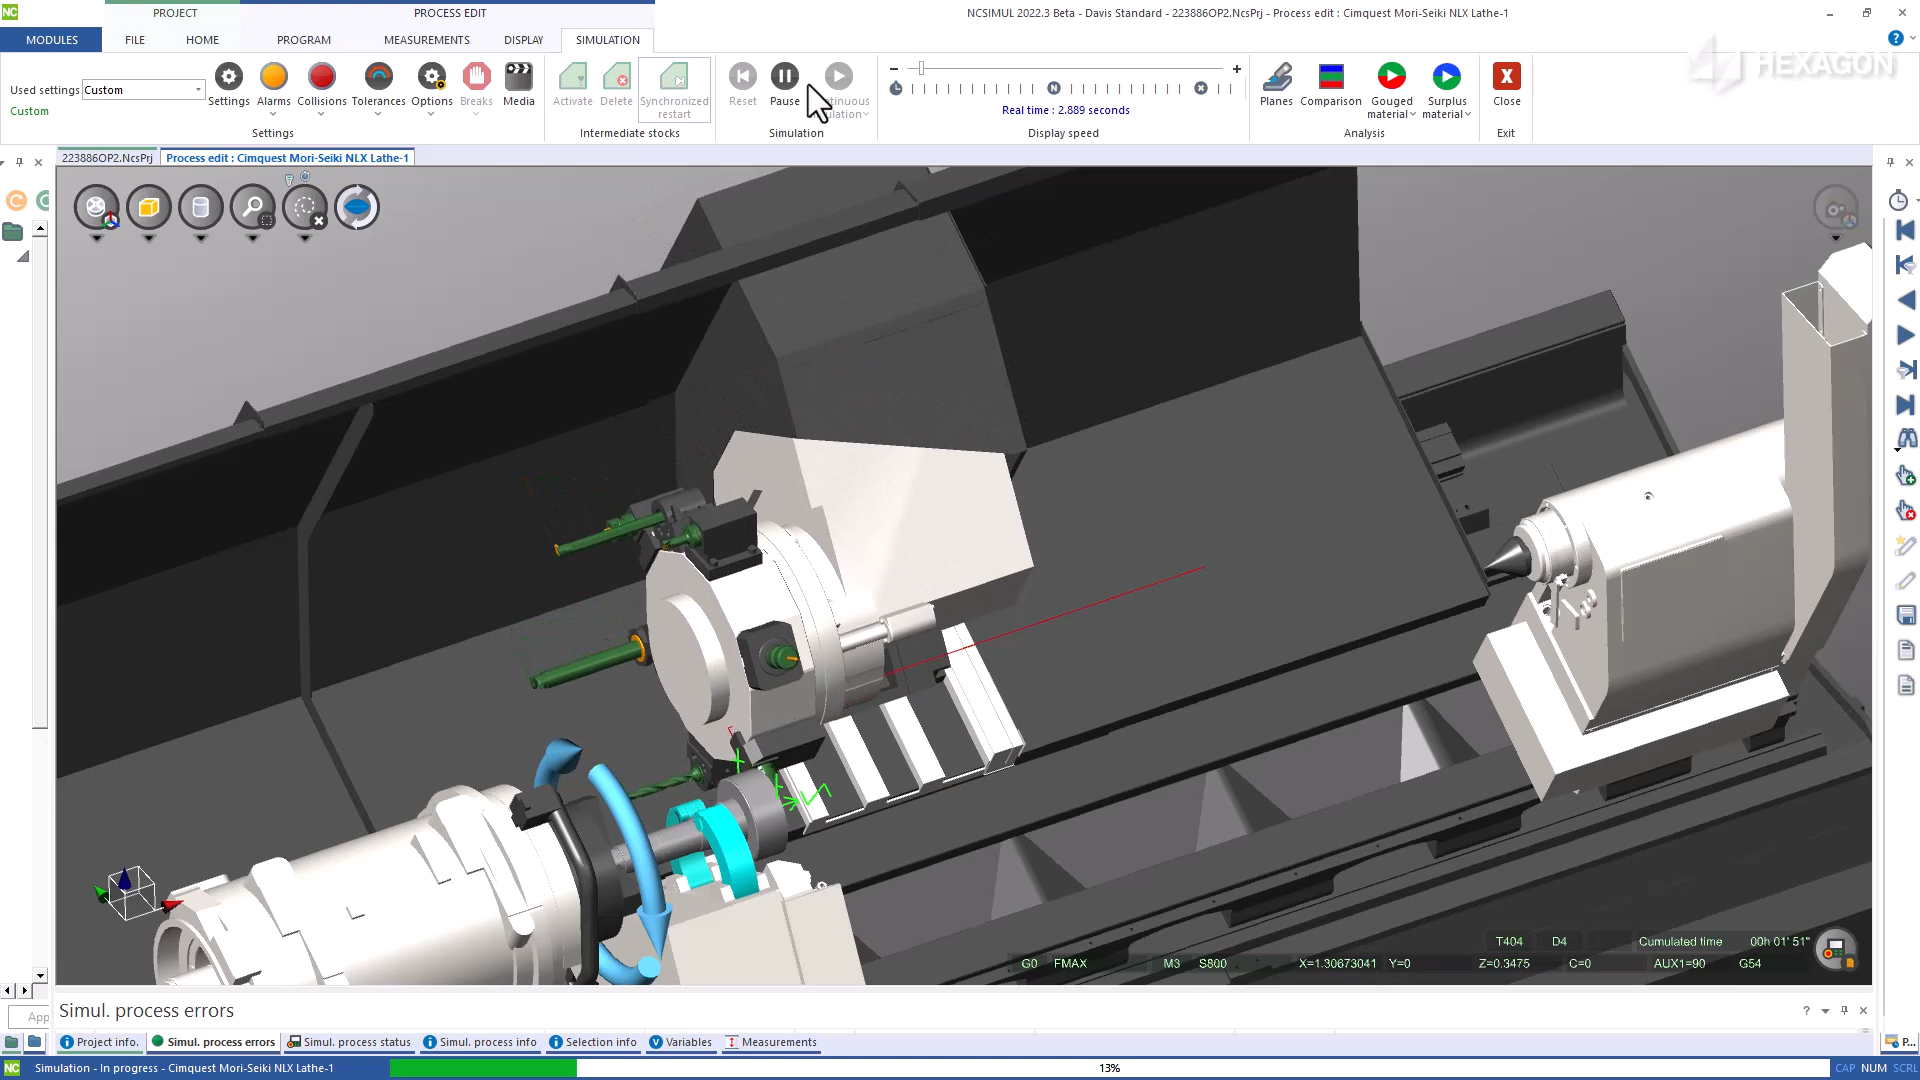 NC
PROJECT
PROCESS EDIT
NCSIMUL 2022.3 Beta - Davis Standard - 223886OP2.NcsPrj - Process edit : Cimquest Mori-Seiki NLX Lathe-1
MODULES
FILE
HOME
PROGRAM
MEASUREMENTS
DISPLAY
SIMULATION
HEXAGON
Used settings
Custom
Custom
Settings
Alarms
Collisions
Tolerances
Options
Breaks
Media
Settings
Activate
Delete
Synchronized
restart
Intermediate stocks
Reset
Pause
Simulation
N
Real time : 2.889 seconds
Display speed
Planes
Comparison
Gouged
material
Surplus
material
Analysis
Close
Exit
223886OP2.NcsPrj
Process edit : Cimquest Mori-Seiki NLX Lathe-1
T404
D4
Cumulated time
00h 01' 51"
G0
FMAX
M3
S800
X=1.30673041
Y=0
Z=0.3475
C=0
AUX1=90
G54
Simul. process errors
App
Project info.
Simul. process errors
Simul. process status
Simul. process info
Selection info
Variables
Measurements
P...
NC
Simulation - In progress - Cimquest Mori-Seiki NLX Lathe-1
13%
CAP
NUM
SCRL